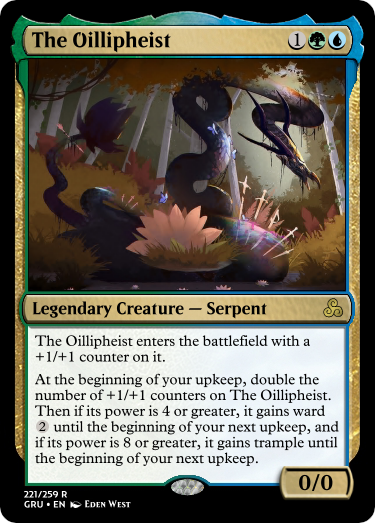 The Oillipheist 1
Legendary Creature — Serpent
The Oillipheist enters the battlefield with a
+1/+1 counter on it.
At the beginning of your upkeep, double the
number of +1/+1 counters on The Oillipheist.
Then if its power is 4 or greater, it gains ward
2 until the beginning of your next upkeep, and
if its power is 8 or greater, it gains trample until
the beginning of your next upkeep.
0/0
221/259 R
GRU • EN Eden West